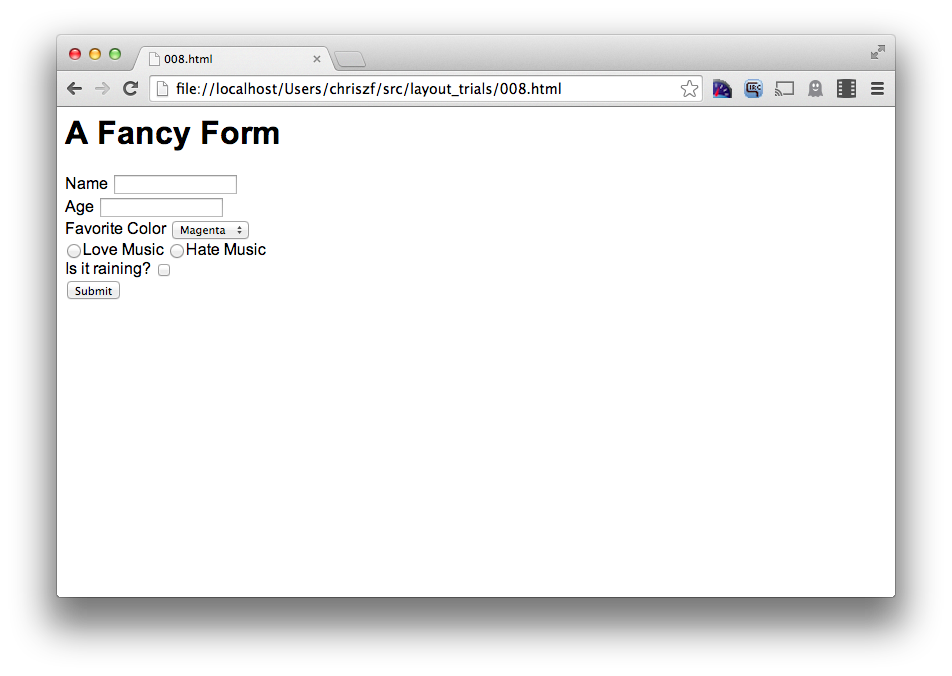 008.html
file://localhost/Users/chriszf/src/layout_trials/008.html
IRC
A Fancy Form
Name
Age
Favorite Color Magenta
Love Music Hate Music
Is it raining?
Submit